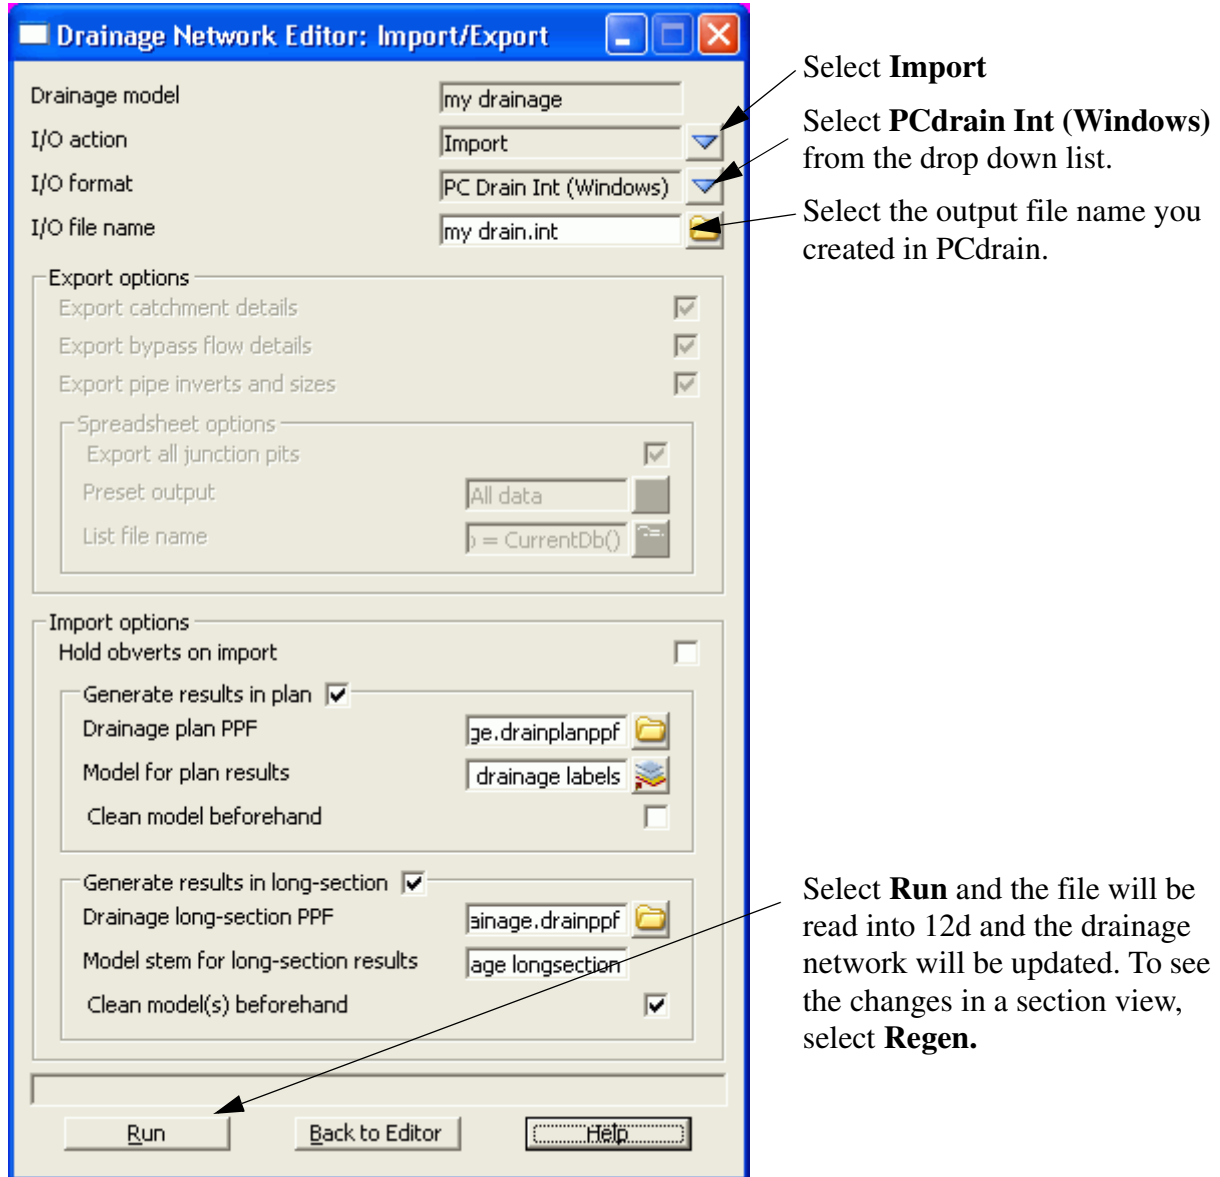 Drainage Network Editor: Import/Export
Drainage model
my drainage
I/O action
Import
I/O format
PC Drain Int (Windows)
I/O file name
my drain.int
Export options
Export catchment details
Export bypass flow details
Export pipe inverts and sizes
Spreadsheet options
Export all junction pits
Preset output
All data
List file name
= CurrentDb()
Import options
Hold obverts on import
Generate results in plan
Drainage plan PPF
ge.drainplanppf
Model for plan results
drainage labels
Clean model beforehand
Generate results in long-section
Drainage long-section PPF
ainage.drainppf
Model stem for long-section results
age longsection
Clean model(s) beforehand
Run
Back to Editor
Help
Select Import
Select PCdrain Int (Windows)
from the drop down list.
Select the output file name you
created in PCdrain.
Select Run and the file will be
read into 12d and the drainage
network will be updated. To see
the changes in a section view,
select Regen.